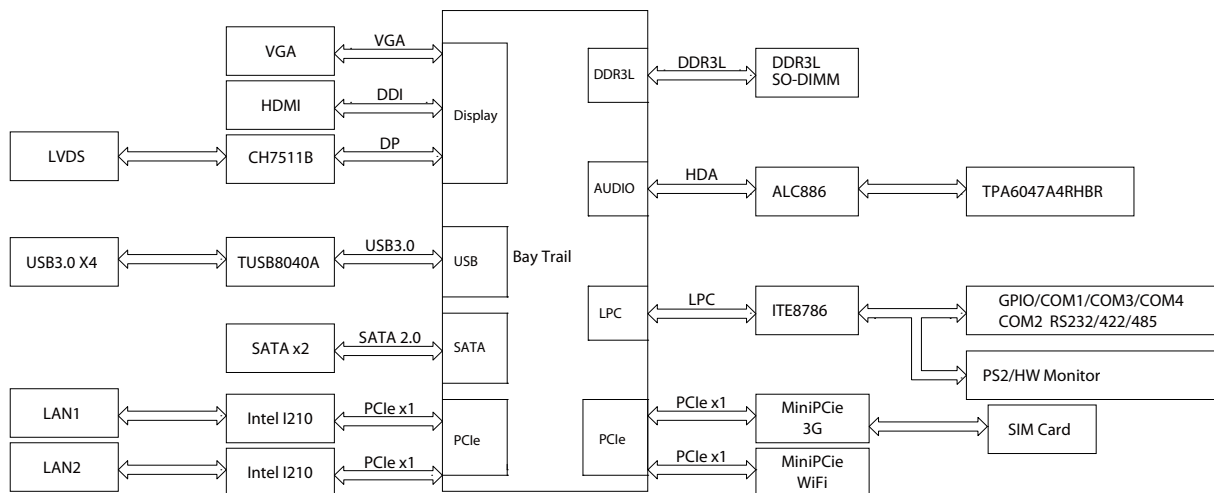 VGA
VGA
HDMI
DDI
LVDS
CH7511B
DP
Display
USB3.0 X4
TUSB8040A
USB3.0
USB
SATA x2
SATA 2.0
SATA
LAN1
Intel I210
PCIe x1
LAN2
Intel I210
PCIe x1
PCIe
Bay Trail
DDR3L
DDR3L
DDR3L
SO-DIMM
AUDIO
HDA
ALC886
TPA6047A4RHBR
LPC
LPC
ITE8786
GPIO/COM1/COM3/COM4
COM2 RS232/422/485
PS2/HW Monitor
PCIe
PCIe x1
MiniPCie
3G
SIM Card
PCIe x1
MiniPCie
WiFi